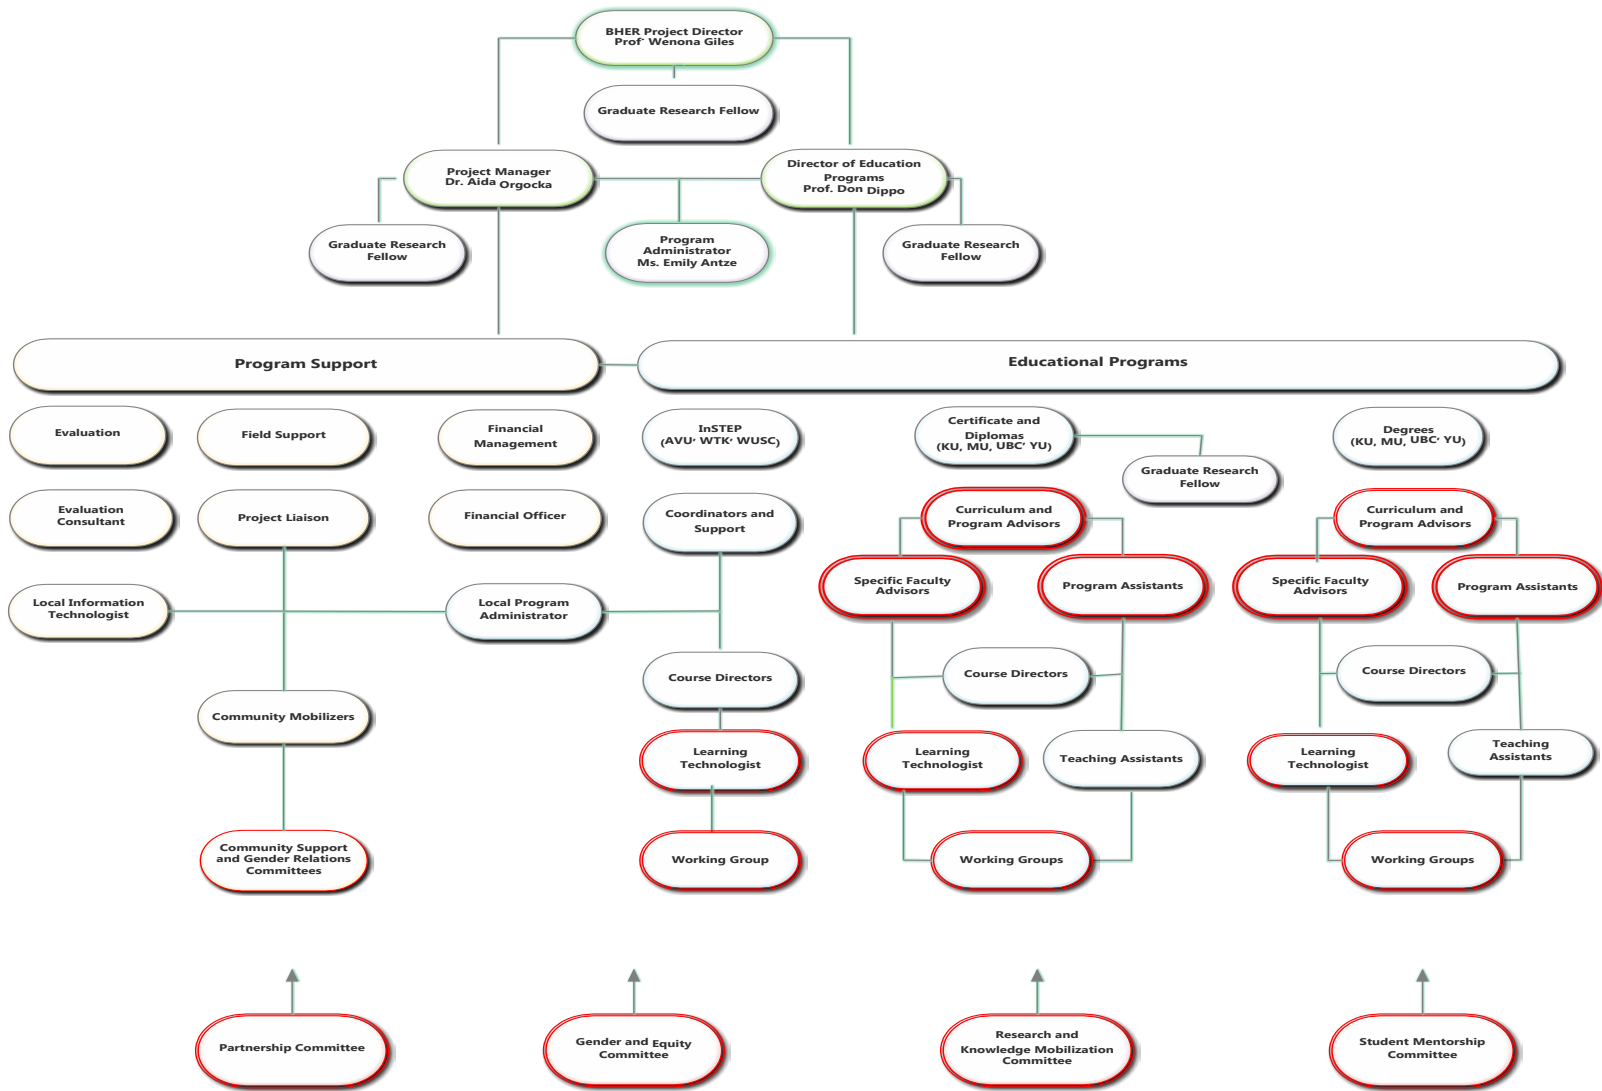 BHER Project Director
Prof. Wenona Giles
Graduate Research Fellow
Project Manager
Dr. Aida Orgocka
Director of Education
Programs
Prof. Don Dippo
Graduate Research
Fellow
Program
Administrator
Ms. Emily Antze
Graduate Research
Fellow
Program Support
Educational Programs
Evaluation
Field Support
Financial
Management
InSTEP
(AVU, WTK, WUSC)
Certificate and
Diplomas
(KU, MU, UBC, YU)
Degrees
(KU, MU, UBC, YU)
Graduate Research
Fellow
Evaluation
Consultant
Project Liaison
Financial Officer
Coordinators and
Support
Curriculum and
Program Advisors
Curriculum and
Program Advisors
Specific Faculty
Advisors
Program Assistants
Specific Faculty
Advisors
Program Assistants
Local Information
Technologist
Local Program
Administrator
Course Directors
Course Directors
Course Directors
Community Mobilizers
Learning
Technologist
Learning
Technologist
Teaching Assistants
Learning
Technologist
Teaching
Assistants
Community Support
and Gender Relations
Committees
Working Group
Working Groups
Working Groups
Partnership Committee
Gender and Equity
Committee
Research and
Knowledge Mobilization
Committee
Student Mentorship
Committee